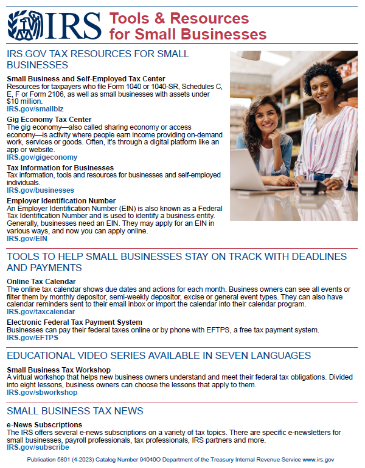 IRS Tools & Resources
for Small Businesses
IRS.GOV TAX RESOURCES FOR SMALL
BUSINESSES
Small Business and Self-Employed Tax Center
Resources for taxpayers who file Form 1040 or 1040-SR, Schedules C,
E, F or Form 2106, as well as small businesses with assets under
$10 million.
IRS.gov/smallbiz
Gig Economy Tax Center
The gig economy—also called sharing economy or access
economy—is activity where people earn income providing on-demand
work, services or goods. Often, it's through a digital platform like an
app or website.
IRS.gov/gigeconomy
Tax Information for Businesses
Tax information, tools and resources for business and self-employed
individuals.
IRS.gov/businesses
Employer Identification Number
An Employer Identification Number (EIN) is also known as a Federal
Tax Identification Number and is used to identify a business entity.
Generally, businesses need an EIN. They may apply for an EIN in
various ways, and now you can apply online.
IRS.gov/EIN
TOOLS TO HELP SMALL BUSINESSES STAY ON TRACK WITH DEADLINES
AND PAYMENTS
Online Tax Calendar
The online tax calendar shows due dates and actions for each month. Business owners can see all events or
filter them by monthly depositor, semi-weekly depositor, excise or general event types. They can also have
calendar reminders sent to their email inbox or import the calendar into their calendar program.
IRS.gov/taxcalendar
Electronic Federal Tax Payment System
Businesses can pay their federal taxes online or by phone with EFTPS, a free tax payment system.
IRS.gov/EFTPS
EDUCATIONAL VIDEO SERIES AVAILABLE IN SEVEN LANGUAGES
Small Business Tax Workshop
A virtual workshop that helps new business owners understand and meet their federal tax obligations. Divided
into eight lessons, business owners can choose the lessons that apply to them.
IRS.gov/sbworkshop
SMALL BUSINESS TAX NEWS
e-News Subscriptions
The IRS offers several e-news subscriptions on a variety of tax topics. There are specific e-newsletters for
small businesses, payroll professionals, tax professionals, IRS partners and more.
IRS.gov/subscribe
Publication 5801 (4-2023) Catalog Number 94040O Department of the Treasury Internal Revenue Service www.irs.gov